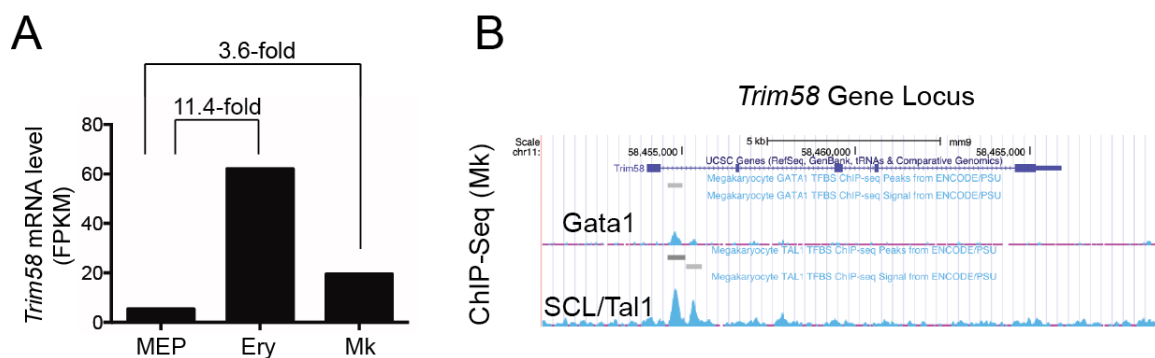 A
3.6-fold
11.4-fold
Trim58 mRNA level
(FPKM)
80
60
40
20
0
MEP Ery Mk
B
Trim58 Gene Locus
ChIP-Seq (Mk)
Scale 5 kb mm9
chr11: 58,455,000 58,460,000 58,465,000
UCSC Genes (RefSeq, GenBank, tRNAs & Comparative Genomics)
Trim58
Megakaryocyte GATA1 TFBS ChIP-seq Peaks from ENCODE/PSU
Megakaryocyte GATA1 TFBS ChIP-seq Signal from ENCODE/PSU
Gata1
Megakaryocyte TAL1 TFBS ChIP-seq Peaks from ENCODE/PSU
Megakaryocyte TAL1 TFBS ChIP-seq Signal from ENCODE/PSU
SCL/Tal1